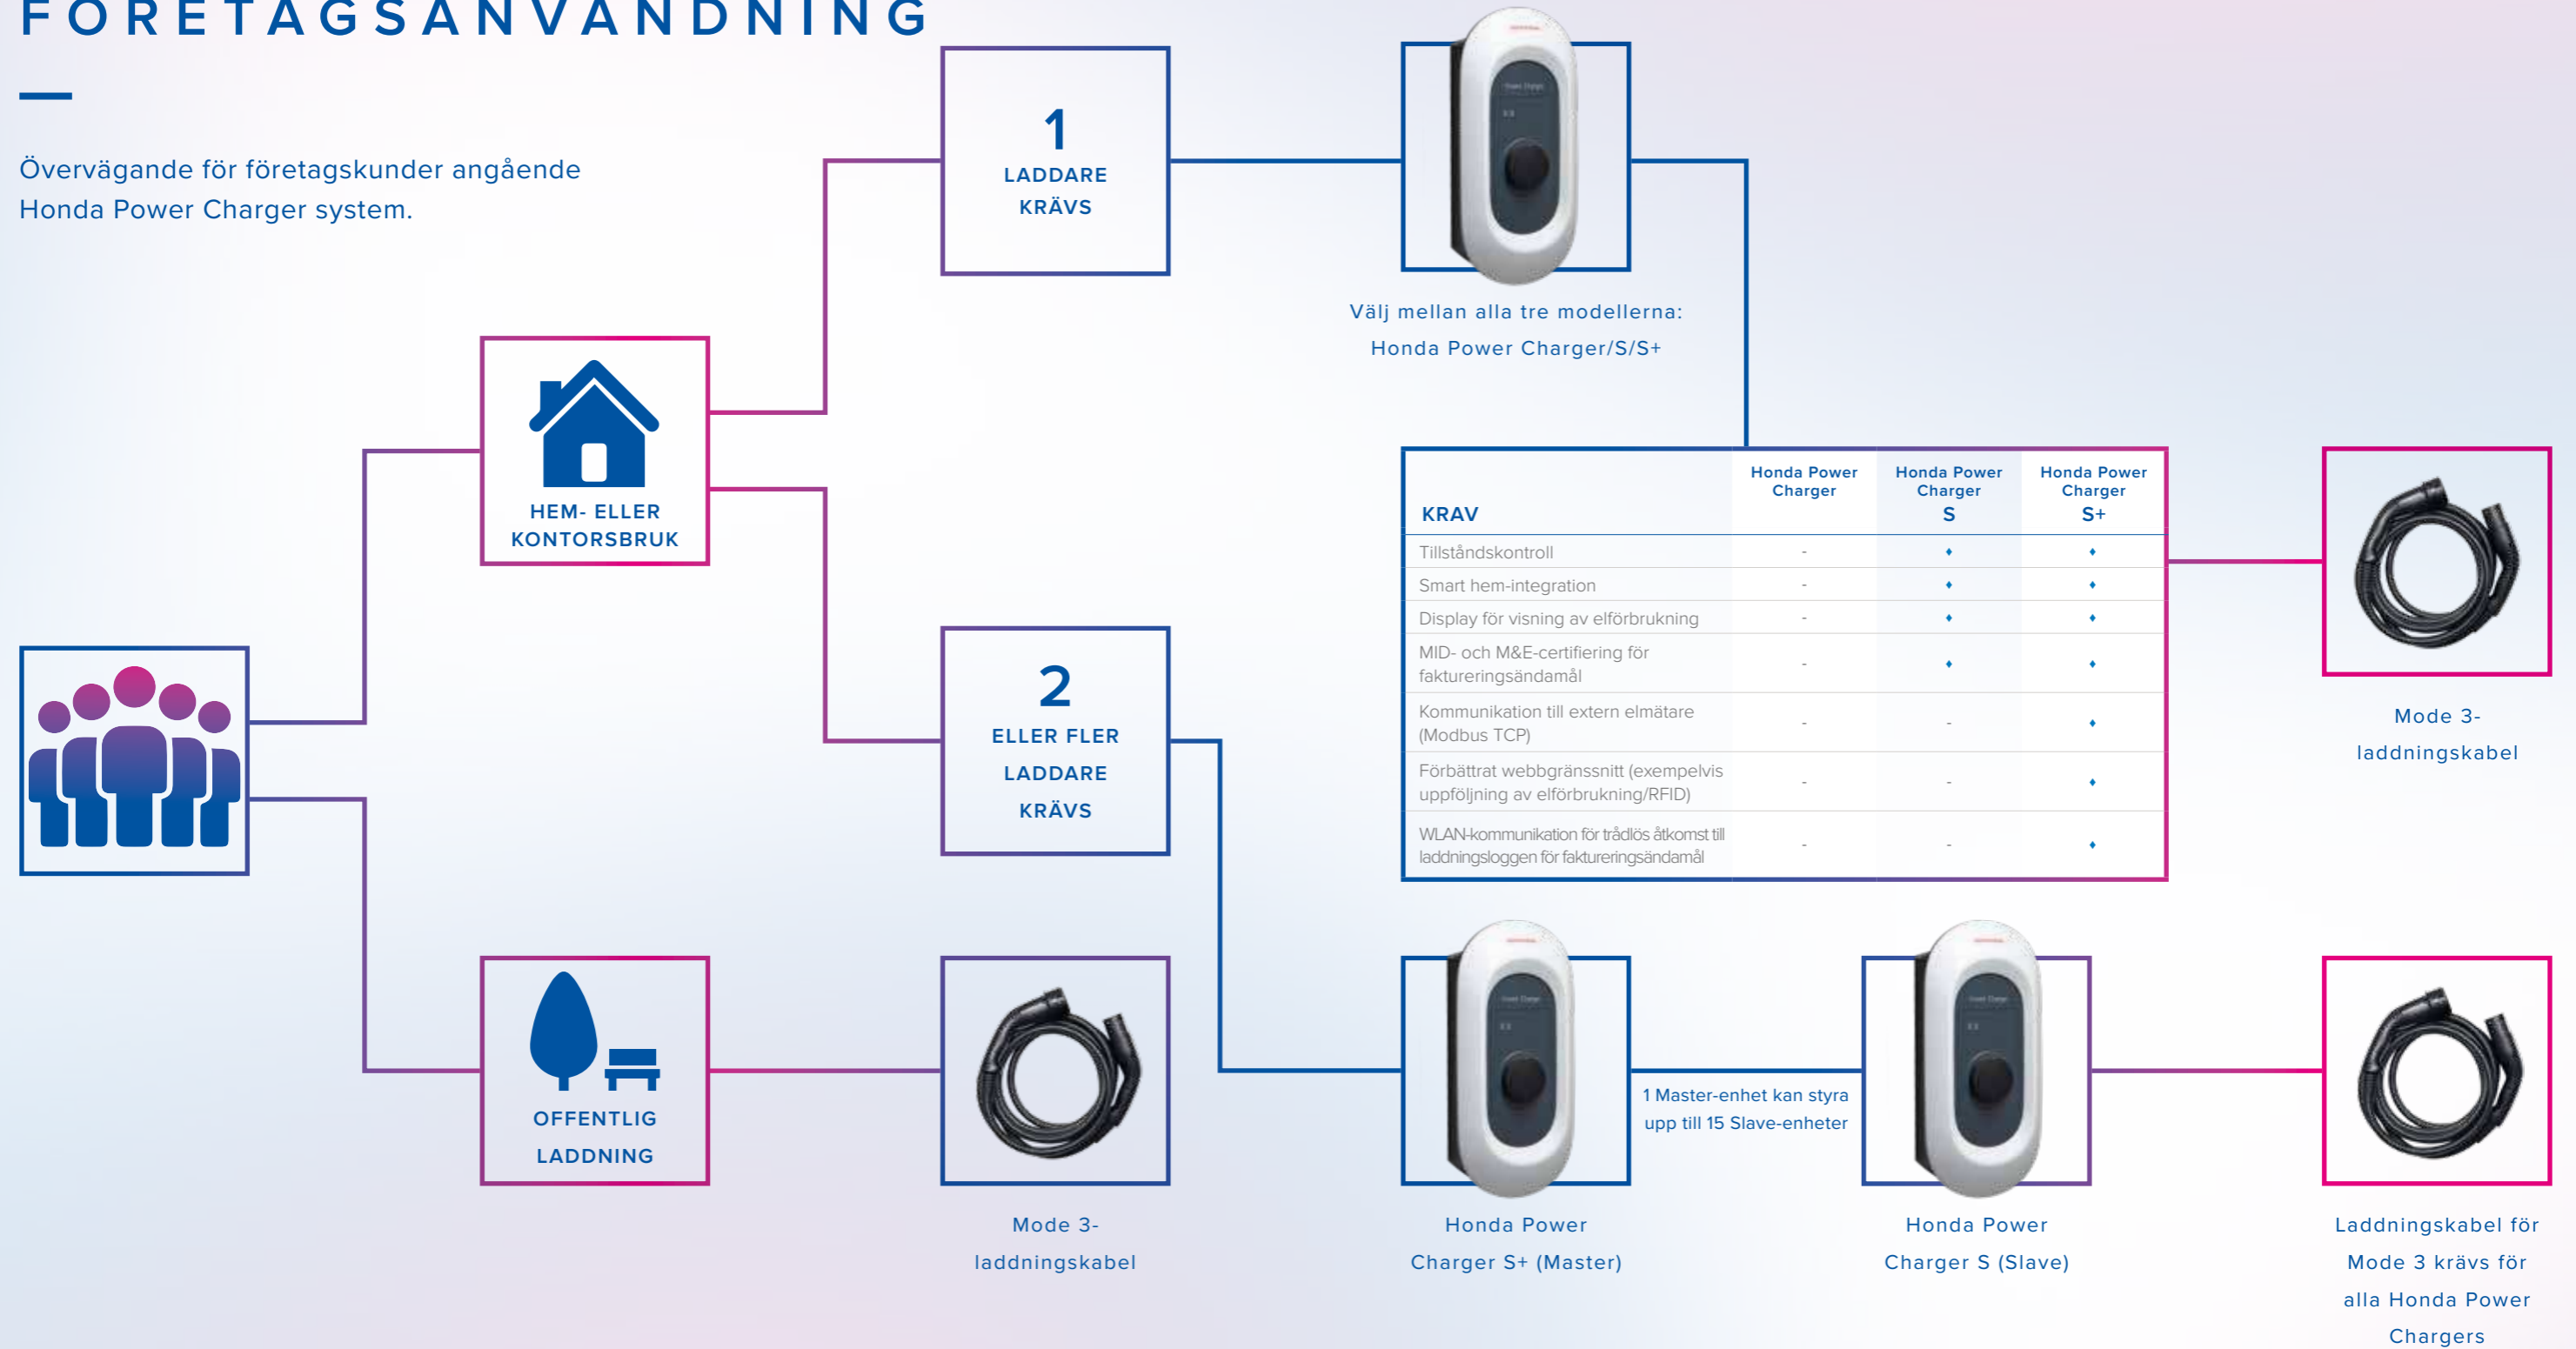 FÖRETAGSANVÄNDNING
Övervägande för företagskunder angående
Honda Power Charger system.
1
LADDARE
KRÄVS
Välj mellan alla tre modellerna:
Honda Power Charger/S/S+
HEM- ELLER
KONTORSBRUK
2
ELLER FLER
LADDARE
KRÄVS
KRAV
Honda Power
Charger
Honda Power
Charger
S
Honda Power
Charger
S+
Tillståndskontroll - ♦ ♦
Smart hem-integration - ♦ ♦
Display för visning av elförbrukning - ♦ ♦
MID- och M&E-certifiering för
faktureringsändamål - ♦ ♦
Kommunikation till extern elmätare
(Modbus TCP) - - ♦
Förbättrat webbgränssnitt (exempelvis
uppföljning av elförbrukning/RFID) - - ♦
WLAN-kommunikation för trådlös åtkomst till
laddningsloggen för faktureringsändamål - - ♦
Mode 3-
laddningskabel
OFFENTLIG
LADDNING
Mode 3-
laddningskabel
Honda Power
Charger S+ (Master)
1 Master-enhet kan styra
upp till 15 Slave-enheter
Honda Power
Charger S (Slave)
Laddningskabel för
Mode 3 krävs för
alla Honda Power
Chargers